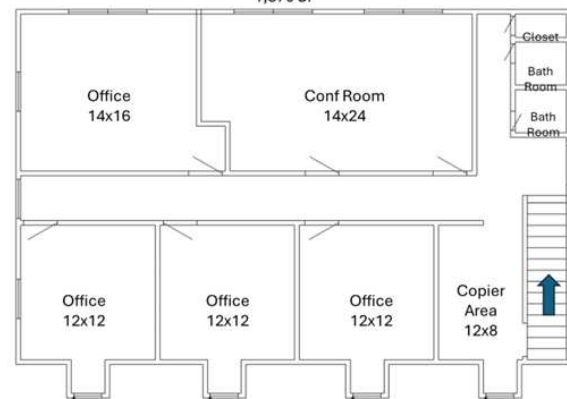 Closet
Office
14x16
Conf Room
14x24
Bath
Room
Bath
Room
Office
12x12
Office
12x12
Office
12x12
Copier
Area
12x8